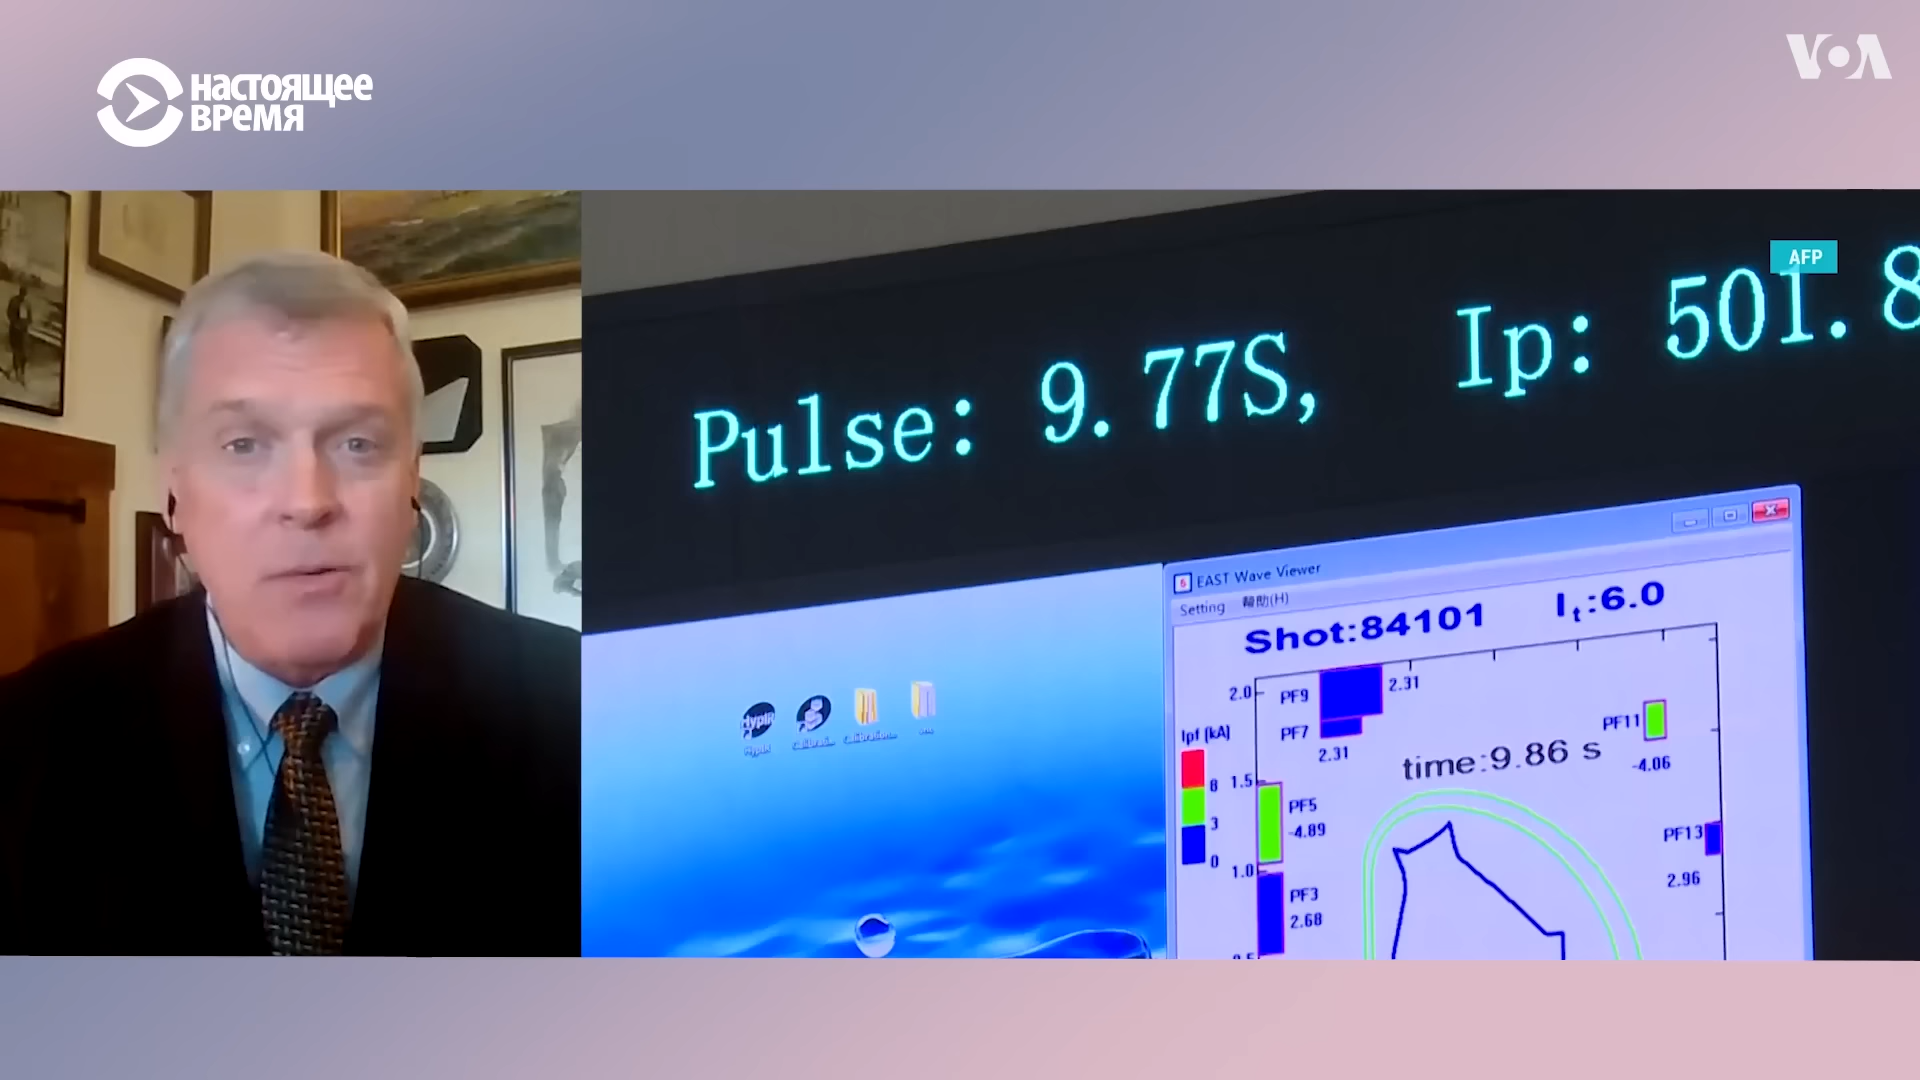 настоящее
время
VOA
AFP
Pulse: 9.77S, Ip: 501.8
EAST Wave Viewer
Setting 帮助(H)
Shot:84101 It:6.0
2.0
PF9
2.31
PF7
2.31
PF11
-4.06
time:9.86 s
Ipf (kA)
8
3
0
1.5
PF5
-4.89
PF13
2.96
1.0
PF3
2.68